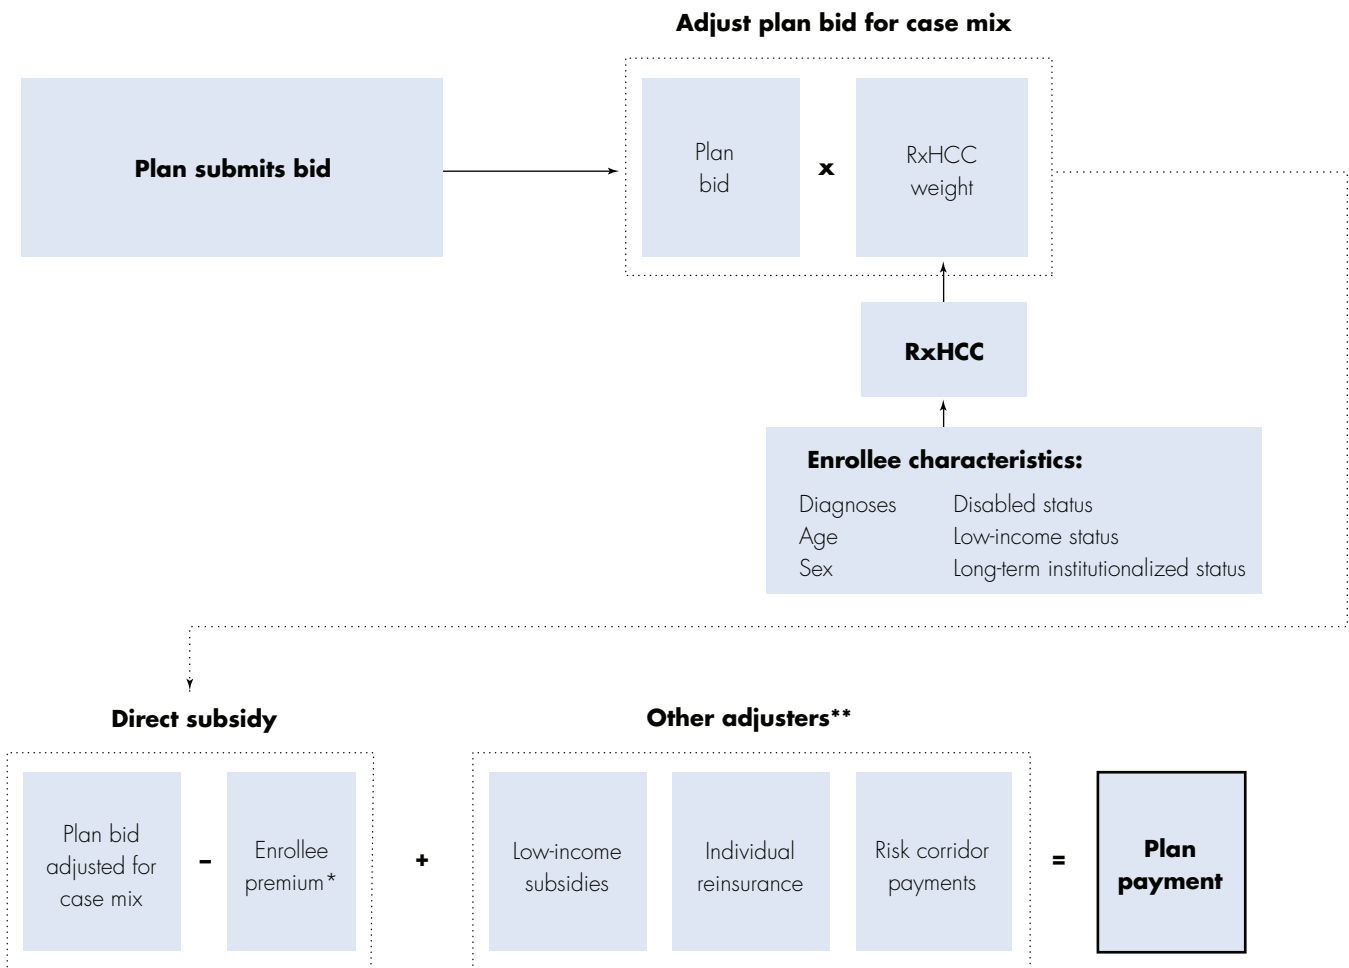 Adjust plan bid for case mix
Plan submits bid
Plan
bid
x
RxHCC
weight
RxHCC
Enrollee characteristics:
Diagnoses Disabled status
Age Low-income status
Sex Long-term institutionalized status
Direct subsidy
Other adjusters**
Plan bid
adjusted for
case mix
–
Enrollee
premium*
+
Low-income
subsidies
Individual
reinsurance
Risk corridor
payments
=
Plan
payment